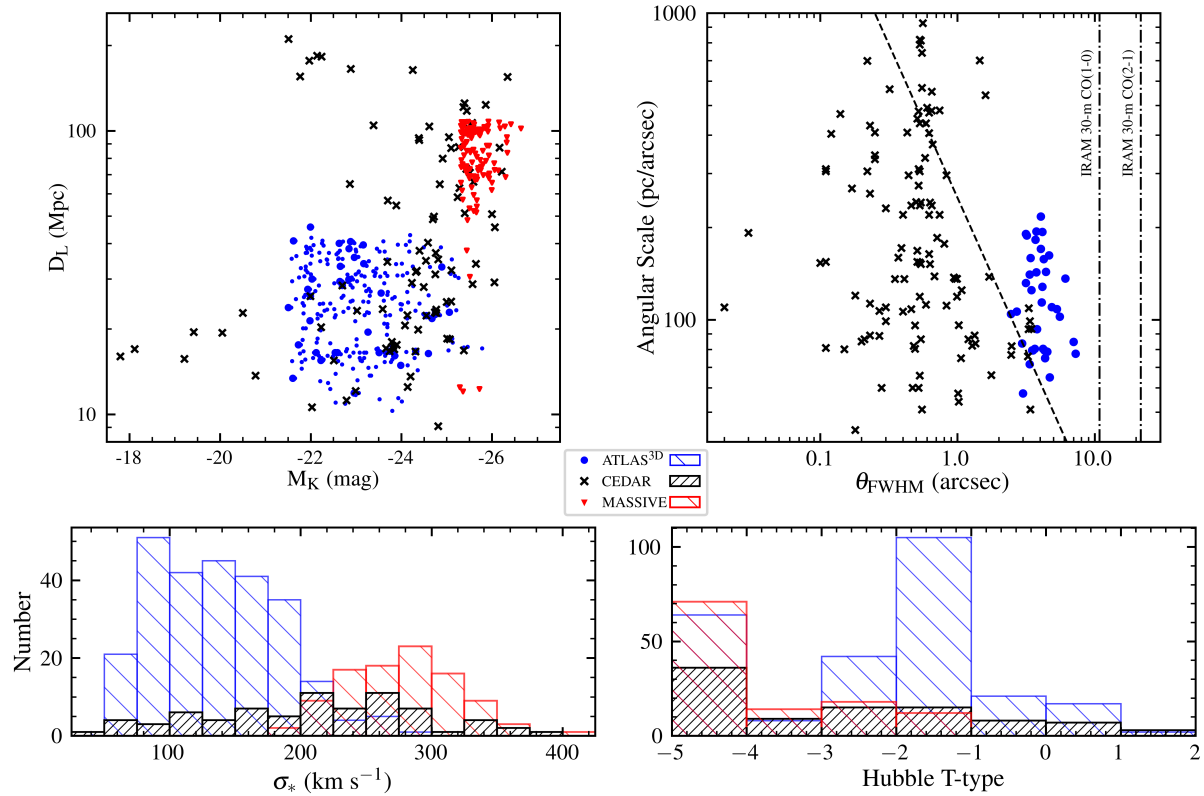 100
10
D_L (Mpc)
-18 -20 -22 -24 -26
M_K (mag)
1000
100
Angular Scale (pc/arcsec)
IRAM 30-m CO(1-0)
IRAM 30-m CO(2-1)
0.1 1.0 10.0
θ_FWHM (arcsec)
ATLAS^3D
CEDAR
MASSIVE
40
20
0
Number
100 200 300 400
σ_* (km s^−1)
100
50
0
−5 −4 −3 −2 −1 0 1 2
Hubble T-type